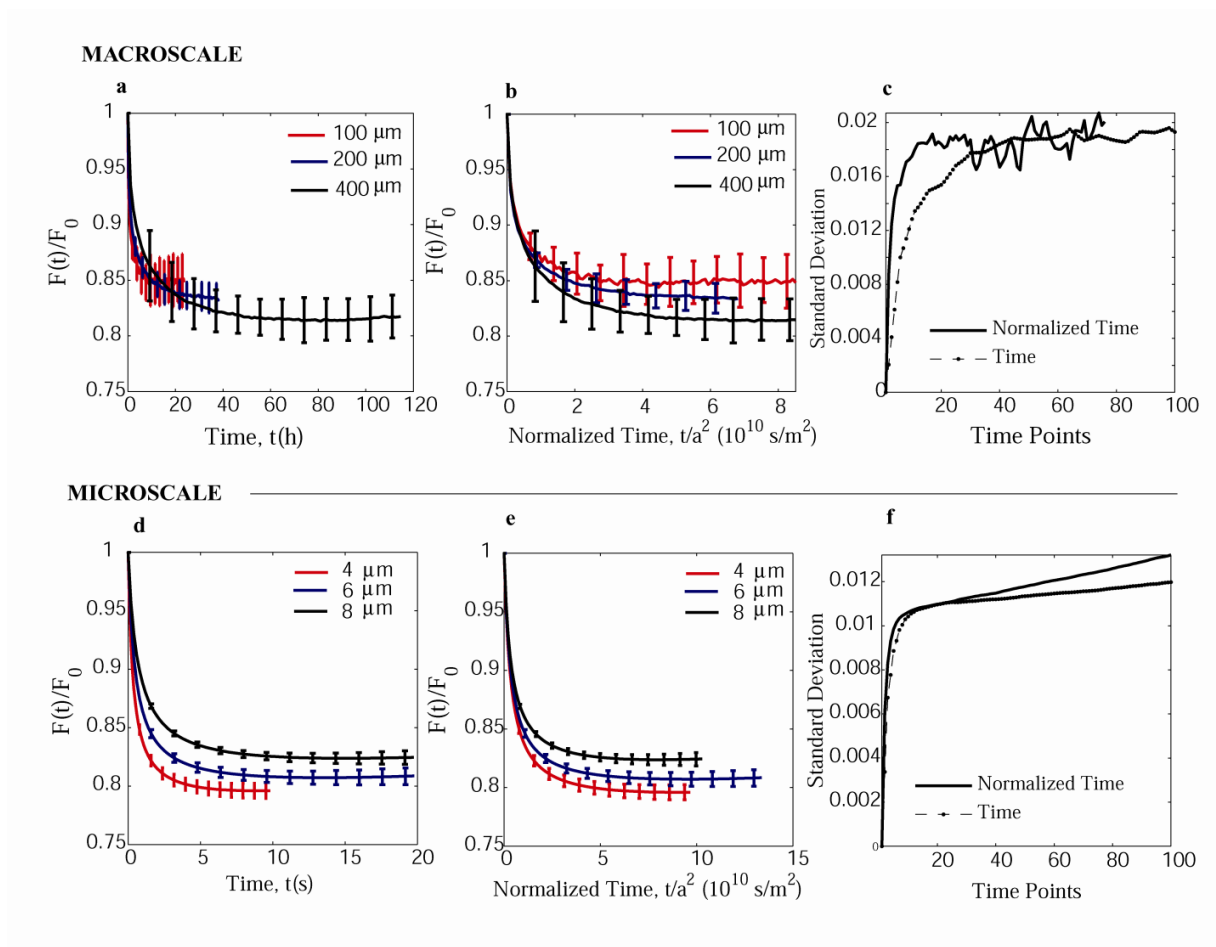 MACROSCALE
a
1
0.95
0.9
0.85
0.8
0.75
F(t)/F0
100 μm
200 μm
400 μm
0 20 40 60 80 100 120
Time, t(h)
b
1
0.95
0.9
0.85
0.8
0.75
F(t)/F0
100 μm
200 μm
400 μm
0 2 4 6 8
Normalized Time, t/a² (10¹⁰ s/m²)
c
0.02
0.016
0.012
0.008
0.004
0
Standard Deviation
Normalized Time
Time
20 40 60 80 100
Time Points
MICROSCALE
d
1
0.95
0.9
0.85
0.8
0.75
F(t)/F0
4 μm
6 μm
8 μm
0 5 10 15 20
Time, t(s)
e
1
0.95
0.9
0.85
0.8
0.75
F(t)/F0
4 μm
6 μm
8 μm
0 5 10 15
Normalized Time, t/a² (10¹⁰ s/m²)
f
0.012
0.01
0.008
0.006
0.004
0.002
0
Standard Deviation
Normalized Time
Time
20 40 60 80 100
Time Points